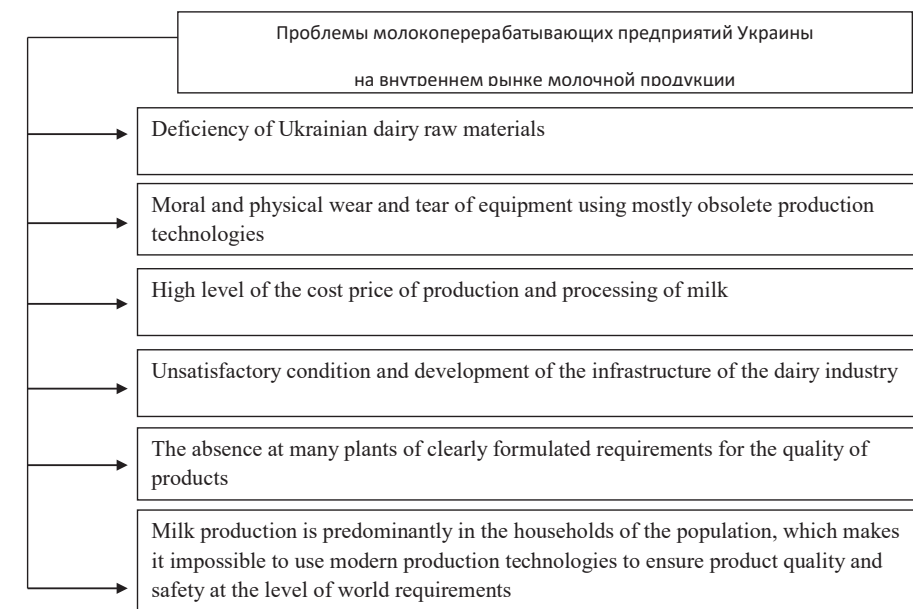 Проблемы молокоперерабатывающих предприятий Украины
на внутреннем рынке молочной продукции
Deficiency of Ukrainian dairy raw materials
Moral and physical wear and tear of equipment using mostly obsolete production
technologies
High level of the cost price of production and processing of milk
Unsatisfactory condition and development of the infrastructure of the dairy industry
The absence at many plants of clearly formulated requirements for the quality of
products
Milk production is predominantly in the households of the population, which makes
it impossible to use modern production technologies to ensure product quality and
safety at the level of world requirements